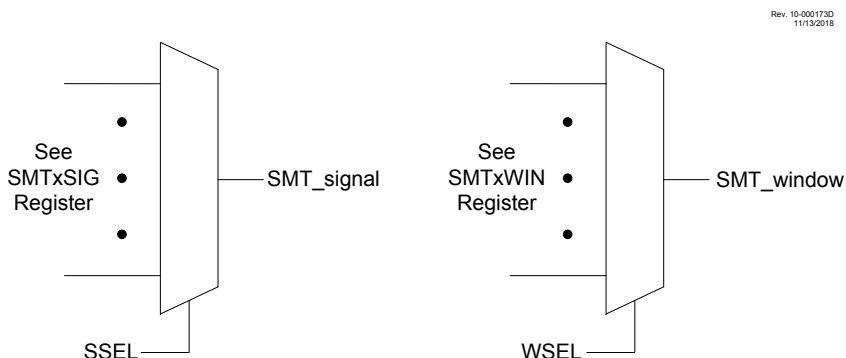 Rev. 10-000173D
11/13/2018
See
SMTxSIG
Register
SMT_signal
SSEL
See
SMTxWIN
Register
SMT_window
WSEL